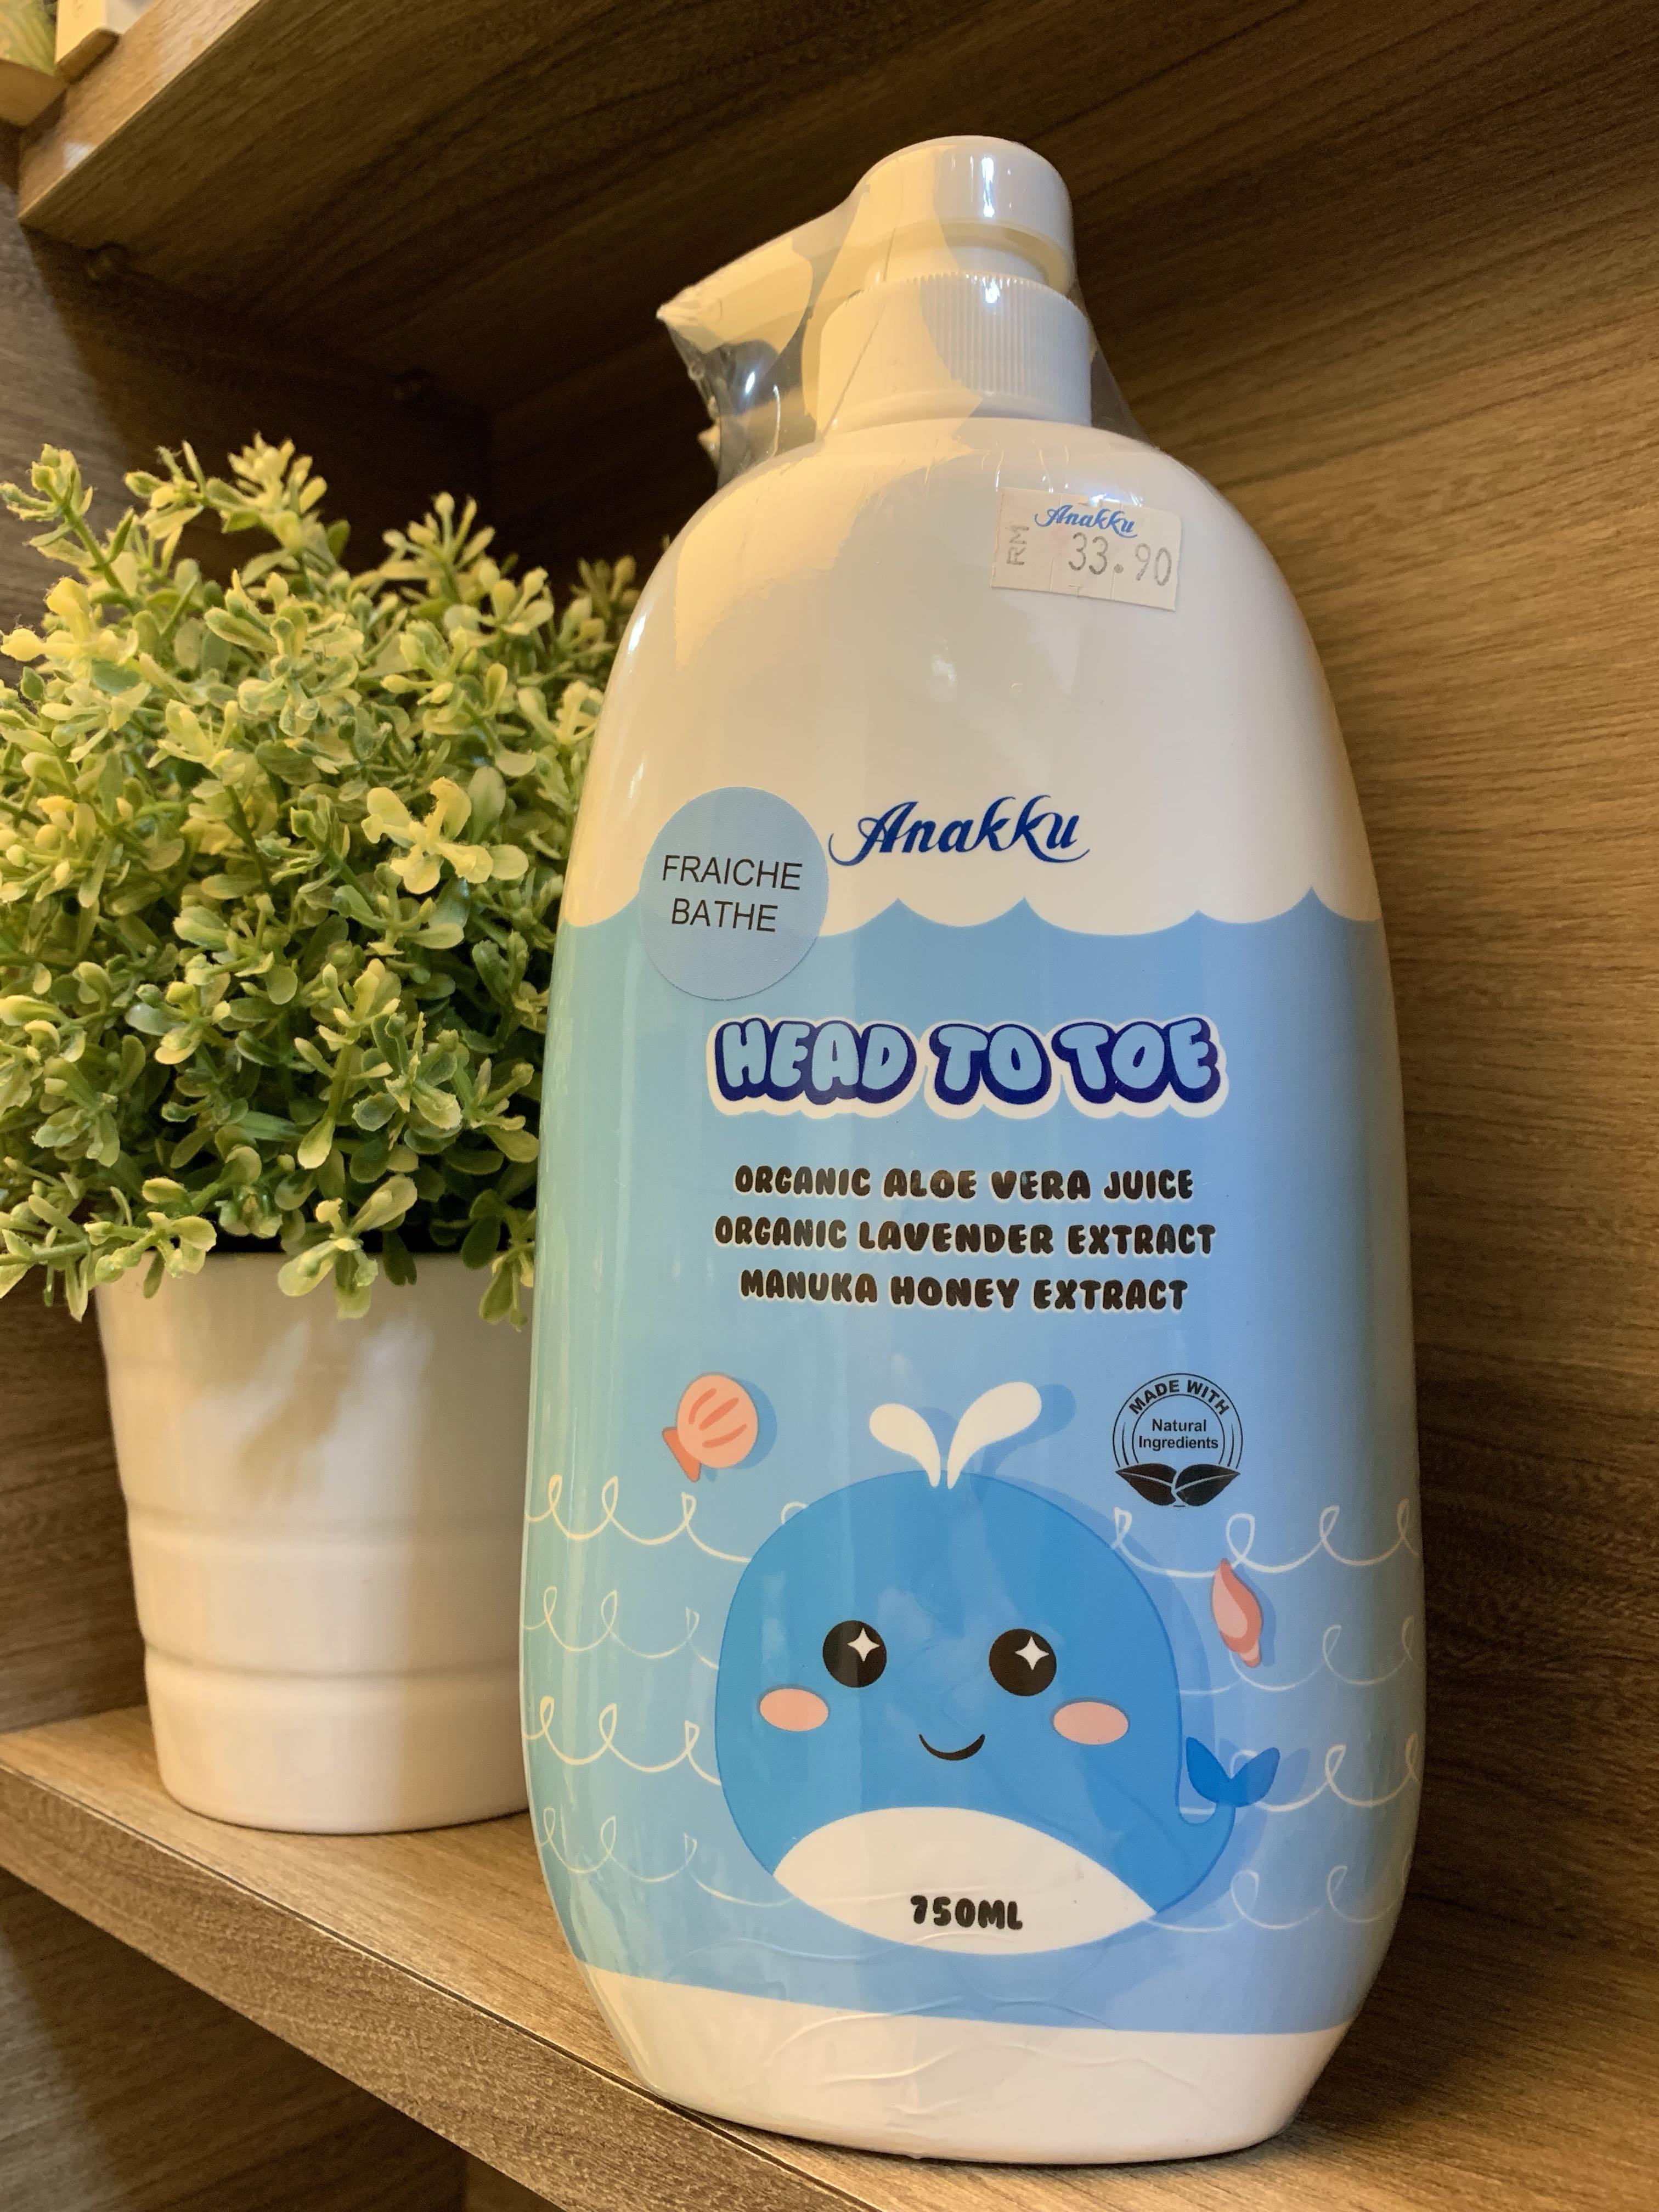 Anakku
RM 33.90
Anakku
FRAICHE
BATHE
HEAD TO TOE
ORGANIC ALOE VERA JUICE
ORGANIC LAVENDER EXTRACT
MANUKA HONEY EXTRACT
MADE WITH
Natural
Ingredients
750ML